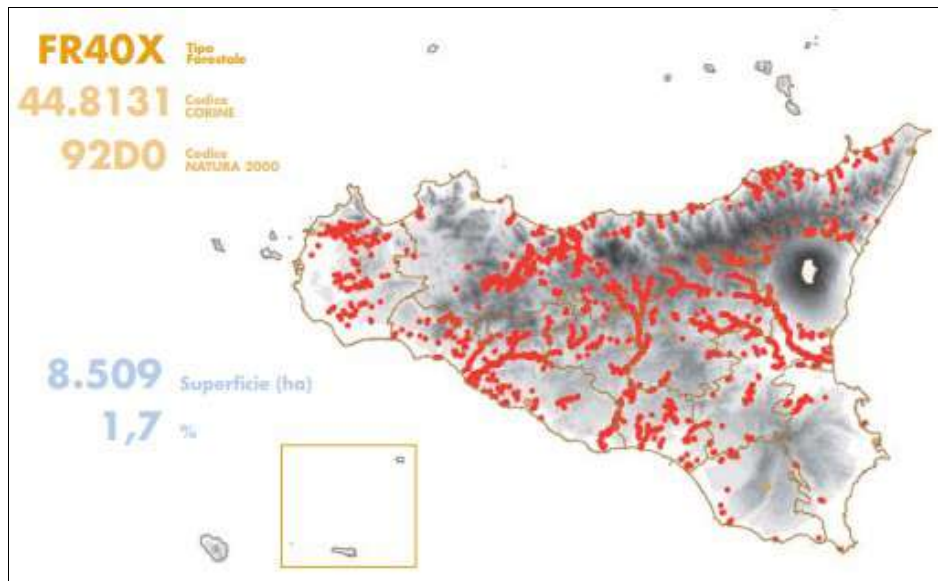 FR40X Tipo
Forestale
44.8131 Codice
CORINE
92D0 Codice
NATURA 2000
8.509 Superficie (ha)
1,7 %